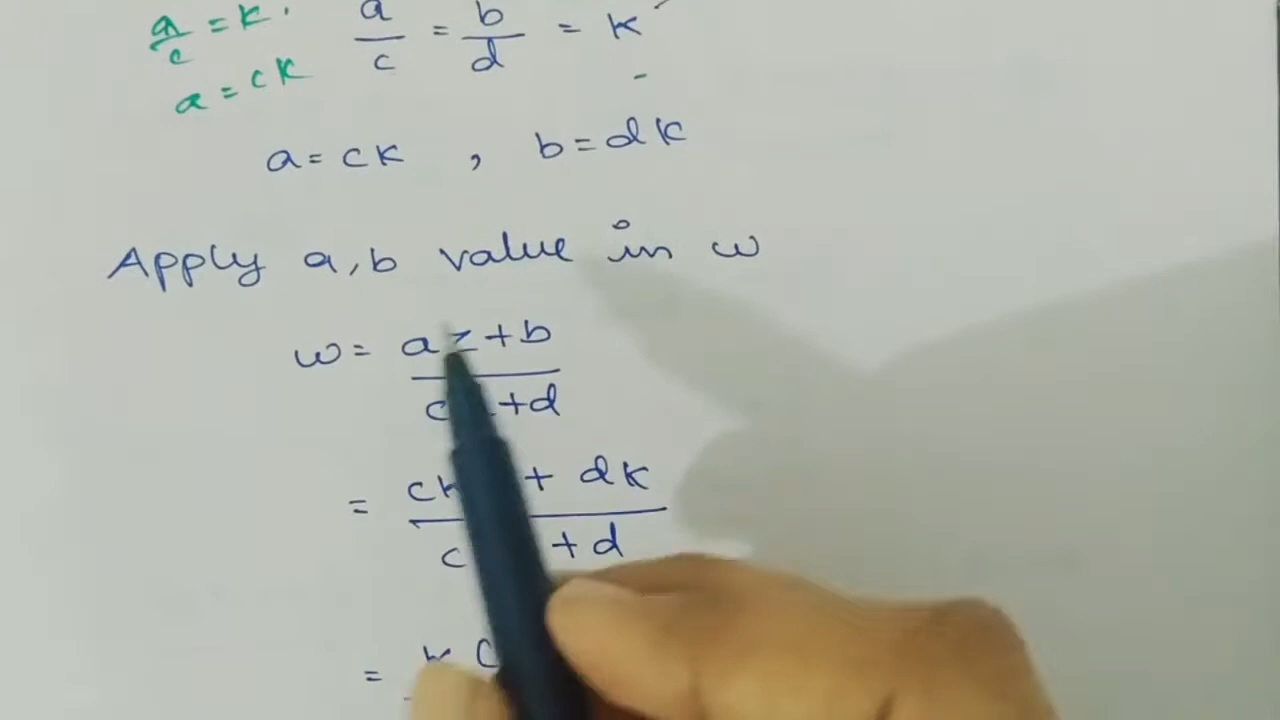 a/c = k . a/c = b/d = k
a = ck
a = ck , b = dk
Apply a, b value in w
w = az+b
c +d
= ck + dk
c +d
=